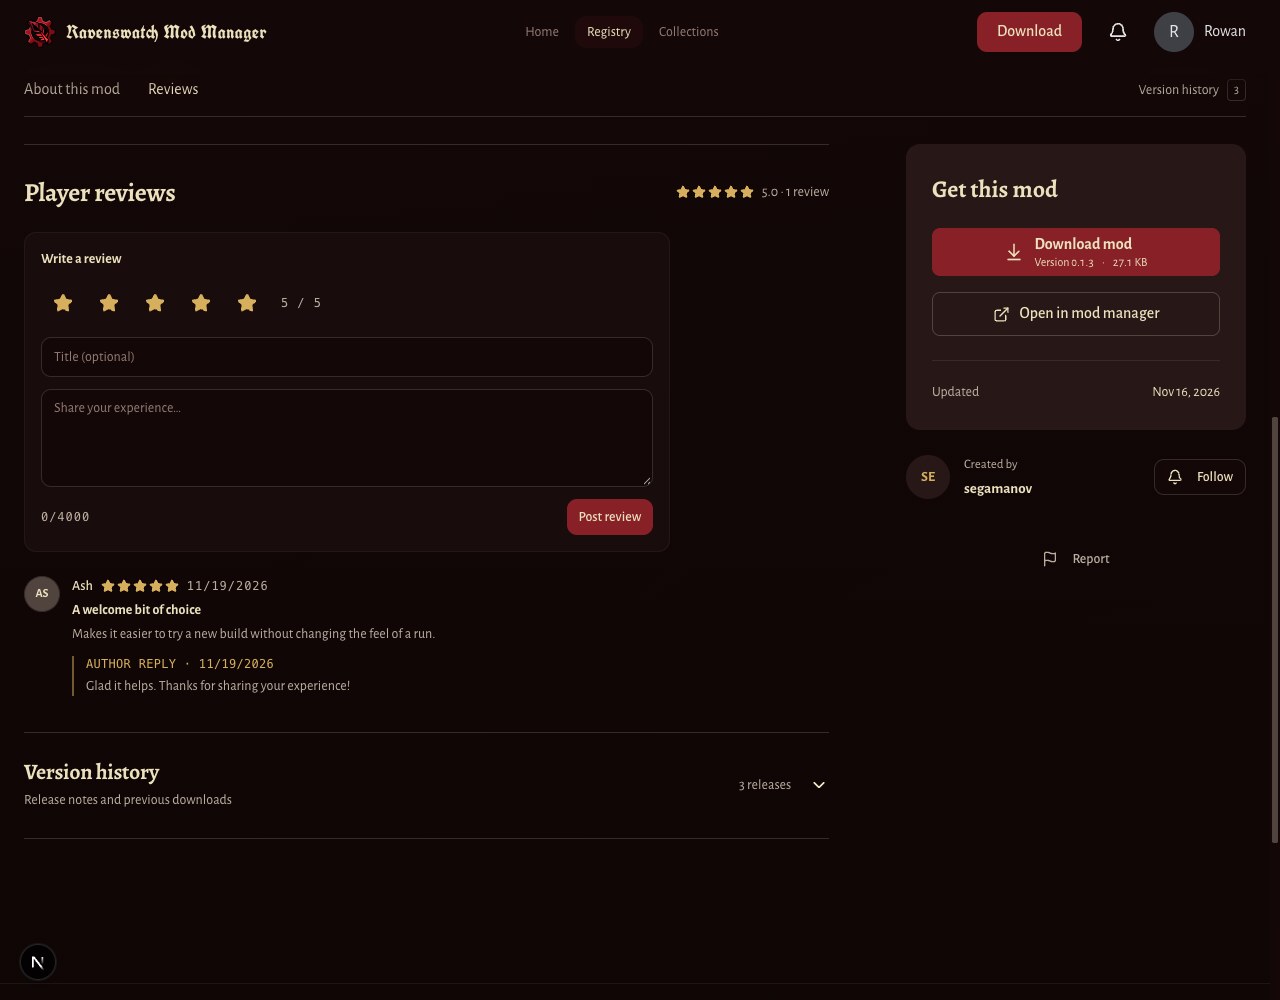 Ravenswatch Mod Manager
Home
Registry
Collections
Download
R
Rowan
About this mod
Reviews
Version history
3
Player reviews
5.0 · 1 review
Write a review
5 / 5
Title (optional)
Share your experience…
0/4000
Post review
AS
Ash
11/19/2026
A welcome bit of choice
Makes it easier to try a new build without changing the feel of a run.
AUTHOR REPLY · 11/19/2026
Glad it helps. Thanks for sharing your experience!
Version history
Release notes and previous downloads
3 releases
Get this mod
Download mod
Version 0.1.3 · 27.1 KB
Open in mod manager
Updated
Nov 16, 2026
SE
Created by
segamanov
Follow
Report
N